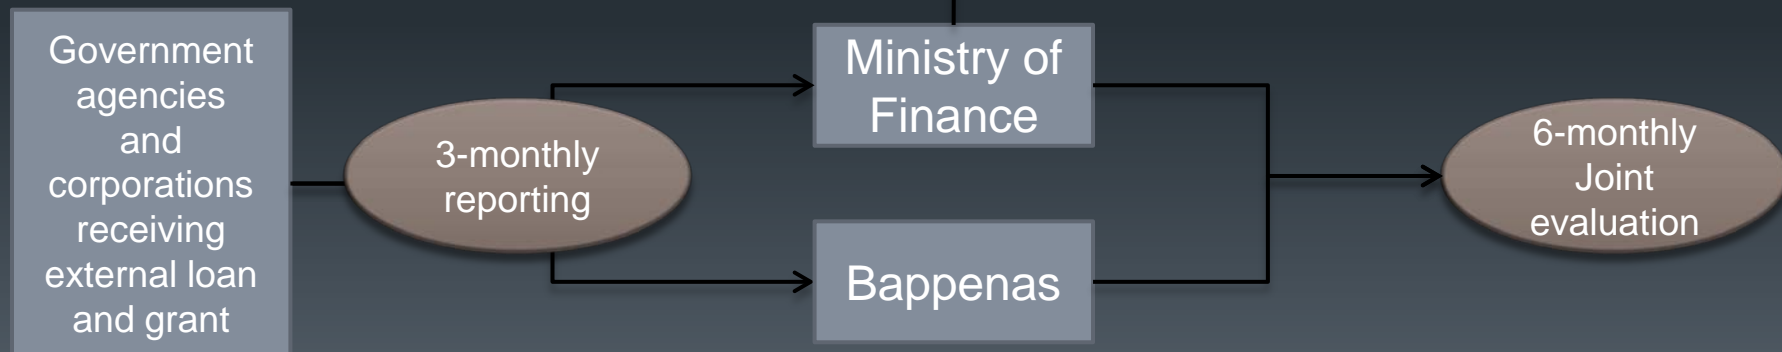 Government
agencies
and
corporations
receiving
external loan
and grant
3-monthly
reporting
Ministry of
Finance
Bappenas
6-monthly
Joint
evaluation